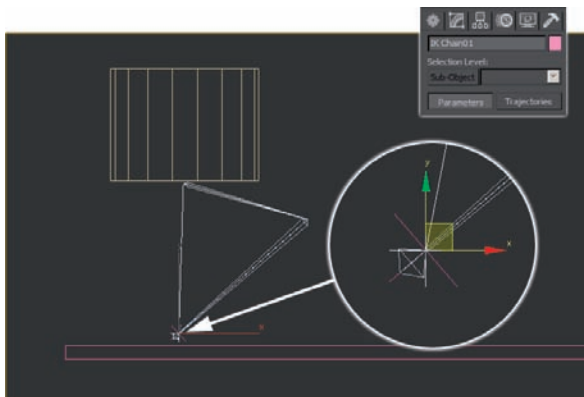 IK Chain01
Selection Level:
Sub-Object
Parameters Trajectories
y
x
x